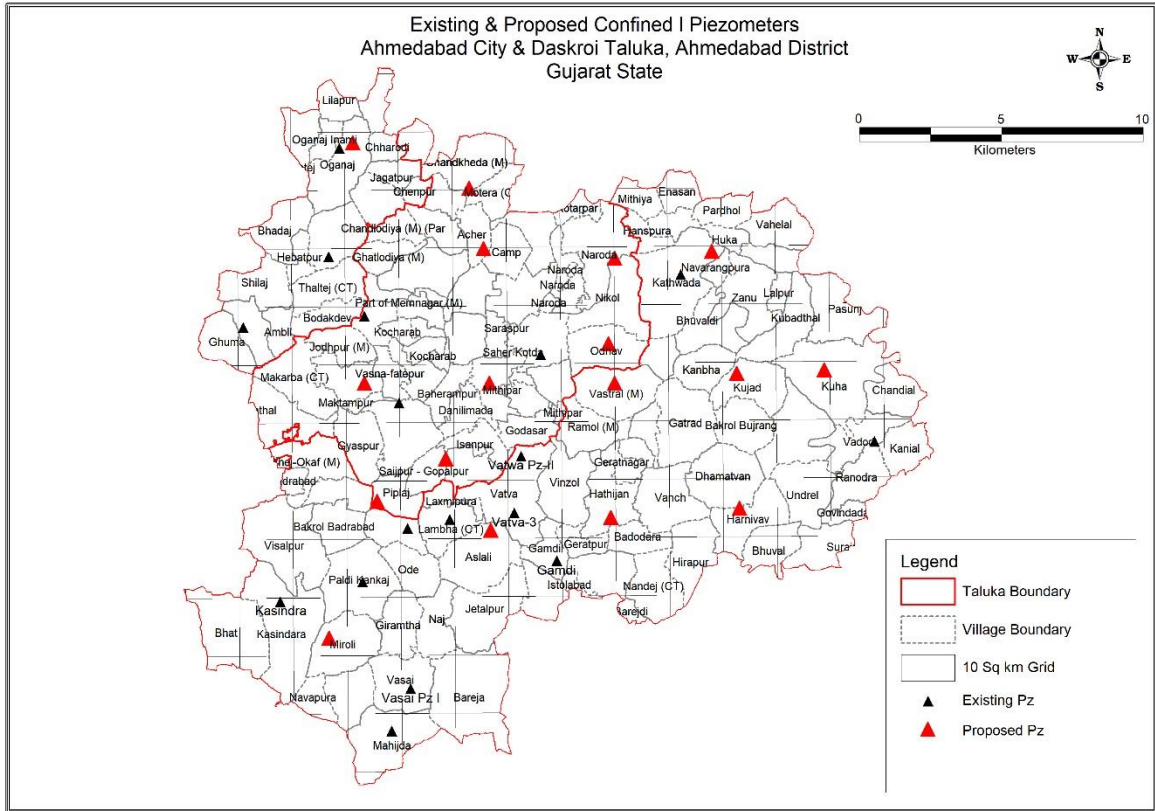 Existing & Proposed Confined I Piezometers
Ahmedabad City & Daskroi Taluka, Ahmedabad District
Gujarat State
N
W
E
S
0
5
10
Kilometers
Lilapur
Oganaj Inami
Chharodi
Oganaj
Jagatpur
Chenpur
Chandkheda (M)
Motera (C
Enasan
Mithiya
Pardhol
Hanspura
Vahelal
Huka
Bhadaj
Chandlodiya (M) (Par
Acher
Camp
Hebatpur
Ghatlodiya (M)
Naroda
Navarangpura
Naroda
Kathwada
Shilaj
Thaltej (CT)
Naroda
Nikol
Zanu
Lalpur
Part of Memnagar (M)
Naroda
Pasunj
Bodakdev
Bhuvaldi
Kubadthal
Ambli
Kocharab
Saraspur
Ghuma
Jodhpur (M)
Kocharab
Saher Kotda
Odhav
Makarba (CT)
Vasna-fatepur
Kanbha
Kujad
Kuha
Chandial
Baherampur
Mithipar
Vastral (M)
Maktampur
Danilimada
Mithipar
Godasar
Ramol (M)
Gatrad
Bakrol Bujrang
Gyaspur
Isanpur
Vadod
Kanial
Saijpur - Gopalpur
Vatwa Pz-II
Geratnagar
Dhamatvan
Ranodra
Piplaj
Laxmipura
Vatva
Vinzol
Hathijan
Vanch
Undrel
Govindada
Bakrol Badrabad
Lambha (CT)
Vatva-3
Harnivav
Badodara
Visalpur
Aslali
Gamdi
Geratpur
Bhuval
Sura
Ode
Gamdi
Hirapur
Paldi Kankaj
Istolabad
Nandej (CT)
Kasindra
Jetalpur
Barejdi
Bhat
Kasindara
Giramtha
Naj
Miroli
Vasai
Navapura
Vasai Pz I
Bareja
Mahijda
Legend
Taluka Boundary
Village Boundary
10 Sq km Grid
Existing Pz
Proposed Pz